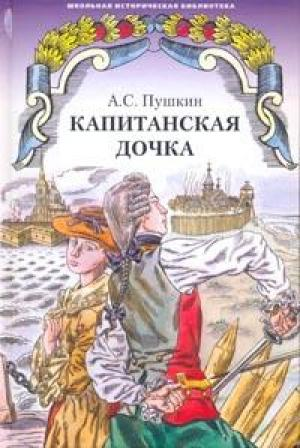 ШКОЛЬНАЯ ИСТОРИЧЕСКАЯ БИБЛИОТЕКА
А.С. Пушкин
КАПИТАНСКАЯ
ДОЧКА